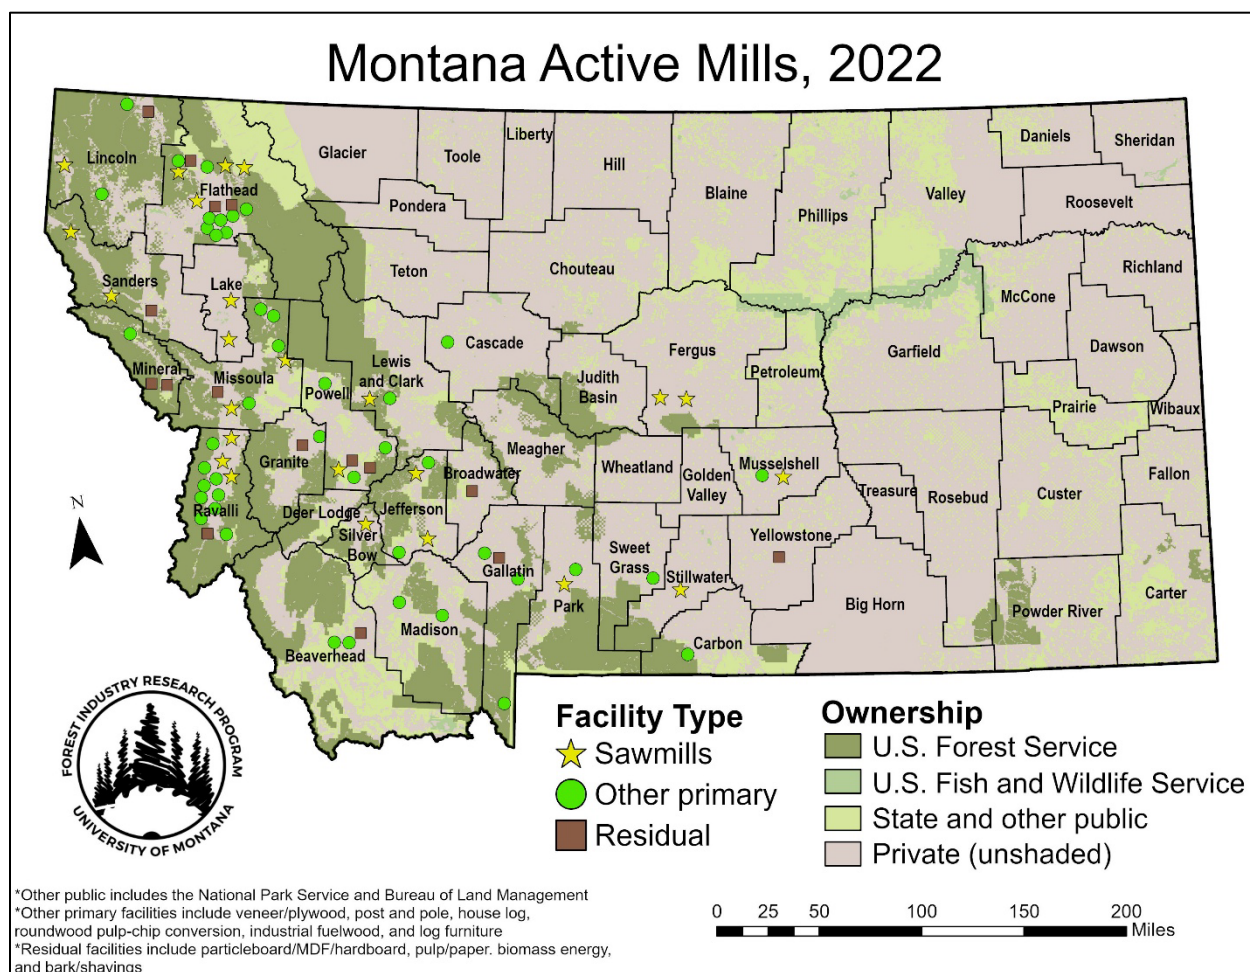 Montana Active Mills, 2022
Lincoln
Flathead
Glacier
Toole
Liberty
Hill
Blaine
Phillips
Valley
Daniels
Sheridan
Roosevelt
Pondera
Teton
Chouteau
Richland
McCone
Sanders
Lake
Cascade
Fergus
Petroleum
Garfield
Dawson
Mineral
Missoula
Powell
Lewis
and Clark
Judith
Basin
Prairie
Wibaux
Granite
Meagher
Broadwater
Wheatland
Golden
Valley
Musselshell
Treasure
Rosebud
Custer
Fallon
Ravalli
Deer Lodge
Jefferson
Silver
Bow
Gallatin
Park
Sweet
Grass
Stillwater
Yellowstone
Big Horn
Powder River
Carter
Beaverhead
Madison
Carbon
N
FOREST INDUSTRY RESEARCH PROGRAM
UNIVERSITY OF MONTANA
Facility Type
Sawmills
Other primary
Residual
Ownership
U.S. Forest Service
U.S. Fish and Wildlife Service
State and other public
Private (unshaded)
*Other public includes the National Park Service and Bureau of Land Management
*Other primary facilities include veneer/plywood, post and pole, house log,
roundwood pulp-chip conversion, industrial fuelwood, and log furniture
*Residual facilities include particleboard/MDF/hardboard, pulp/paper. biomass energy,
and bark/shavings
0 25 50 100 150 200
Miles